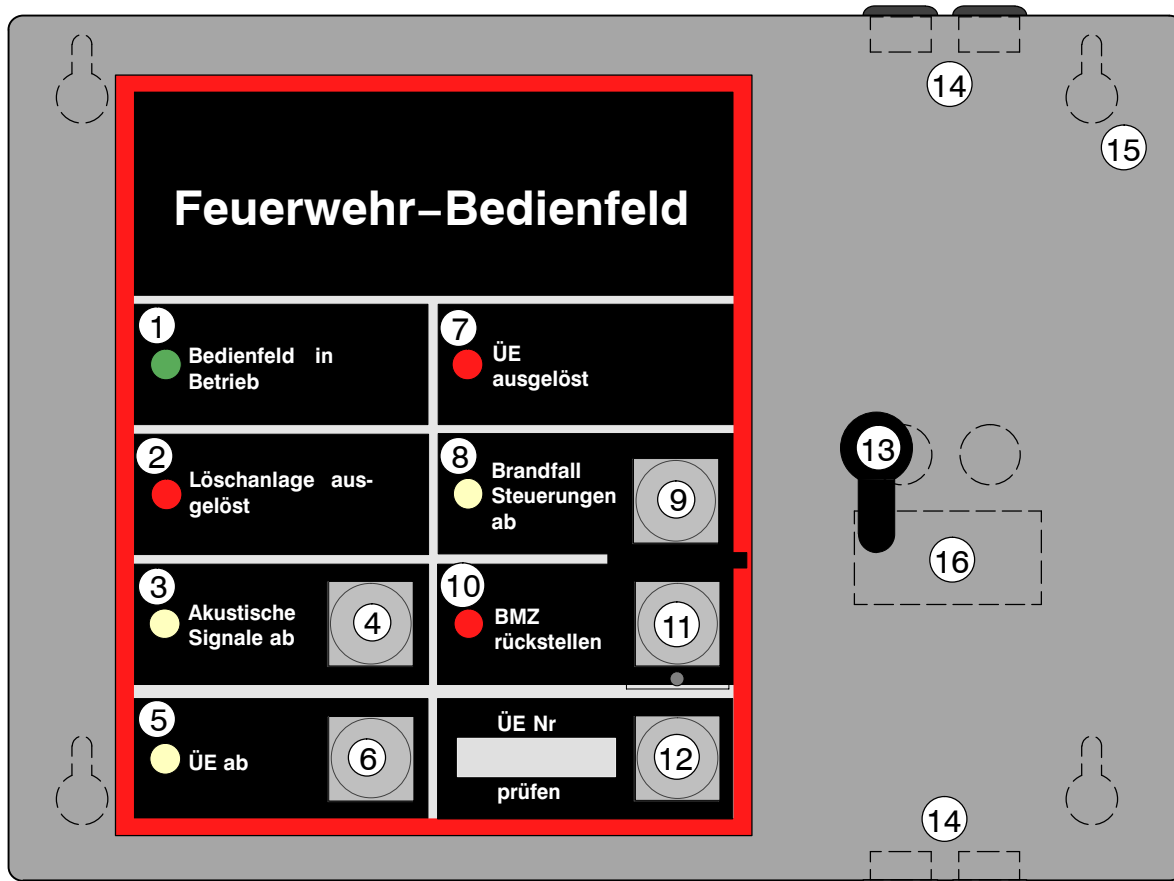 14
15
Feuerwehr–Bedienfeld
1
Bedienfeld in
Betrieb
7
ÜE
ausgelöst
2
Löschanlage aus-
gelöst
8
Brandfall
Steuerungen
ab
9
13
16
3
Akustische
Signale ab
4
10
BMZ
rückstellen
11
5
ÜE ab
6
ÜE Nr
prüfen
12
14